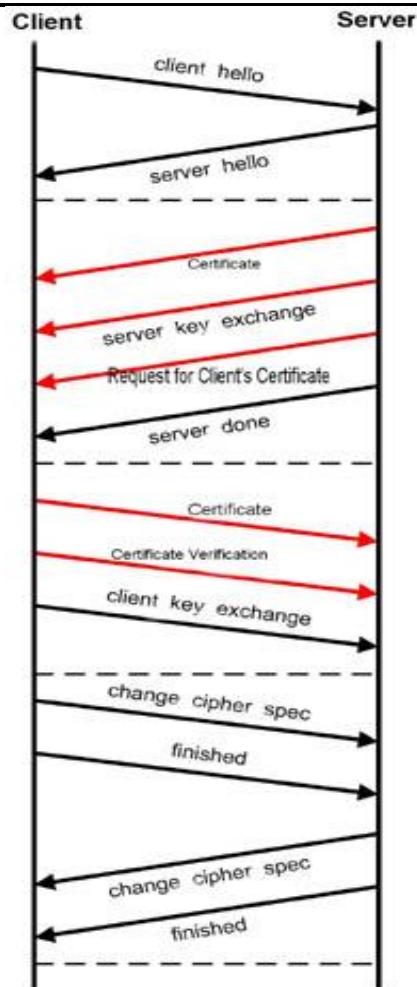 Client
Server
client hello
server hello
Certificate
server key exchange
Request for Client's Certificate
server done
Certificate
Certificate Verification
client key exchange
change cipher spec
finished
change cipher spec
finished